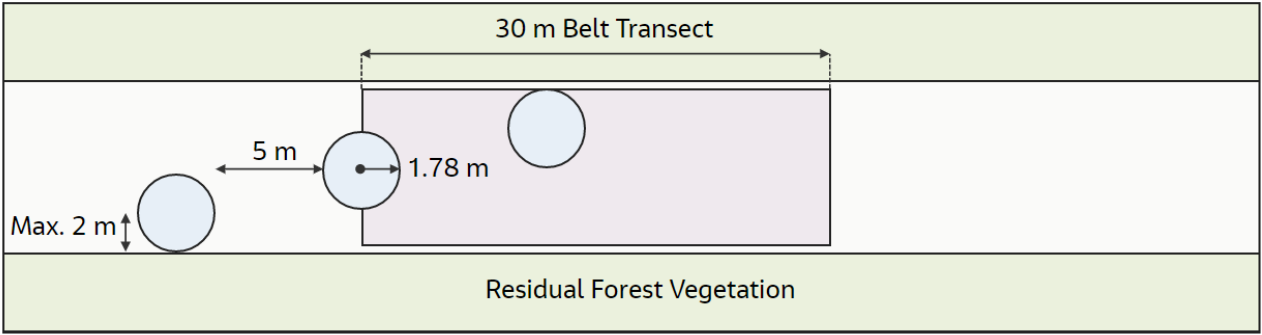 30 m Belt Transect
5 m
1.78 m
Max. 2 m
Residual Forest Vegetation